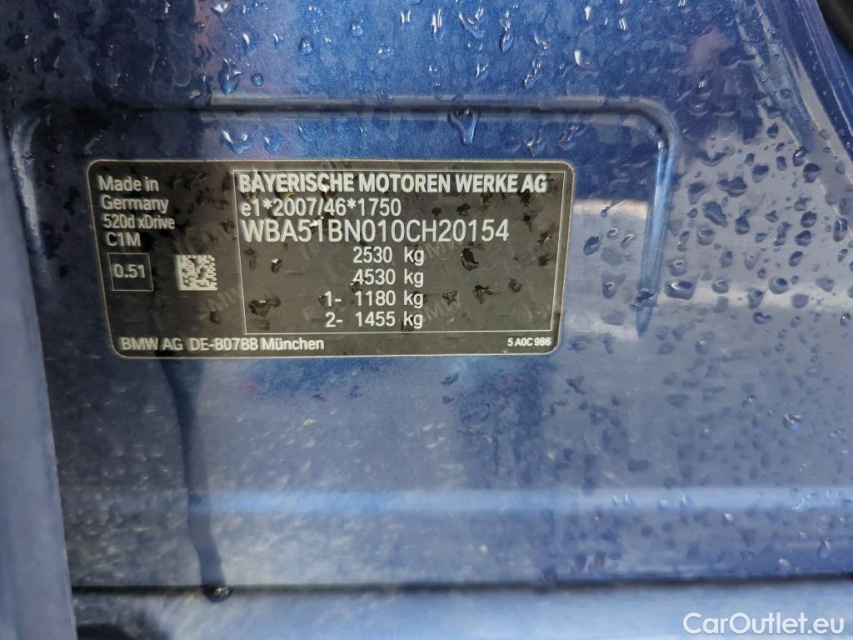 Made in
Germany
520d xDrive
C1M
0.51
BAYERISCHE MOTOREN WERKE AG
e1*2007/46*1750
WBA51BN010CH20154
2530 kg
4530 kg
1- 1180 kg
2- 1455 kg
BMW AG DE-80788 München
5 A0C 986
CarOutlet.eu